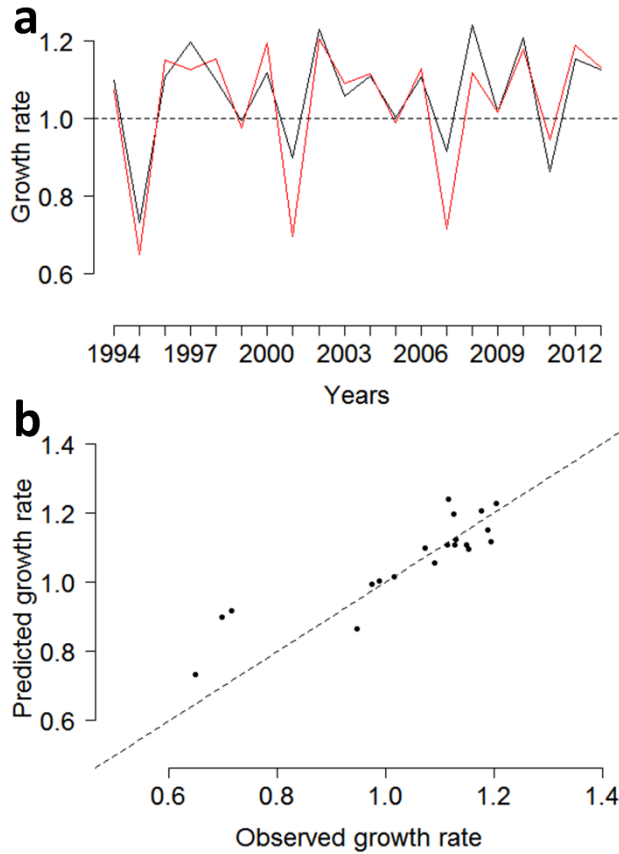 a
1.2
1.0
0.8
0.6
Growth rate
1994 1997 2000 2003 2006 2009 2012
Years
b
1.4
1.2
1.0
0.8
0.6
Predicted growth rate
0.6 0.8 1.0 1.2 1.4
Observed growth rate